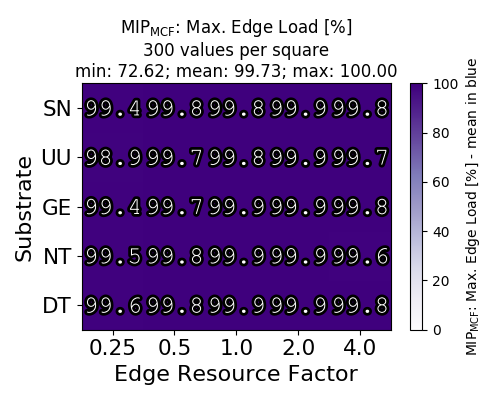 MIP_MCF: Max. Edge Load [%]
300 values per square
min: 72.62; mean: 99.73; max: 100.00
Substrate
SN 99.4 99.8 99.8 99.9 99.8
UU 98.9 99.7 99.8 99.9 99.7
GE 99.4 99.7 99.9 99.9 99.8
NT 99.5 99.8 99.9 99.9 99.6
DT 99.6 99.8 99.9 99.9 99.8
0.25 0.5 1.0 2.0 4.0
Edge Resource Factor
100
80
60
40
20
0
MIP_MCF: Max. Edge Load [%] - mean in blue